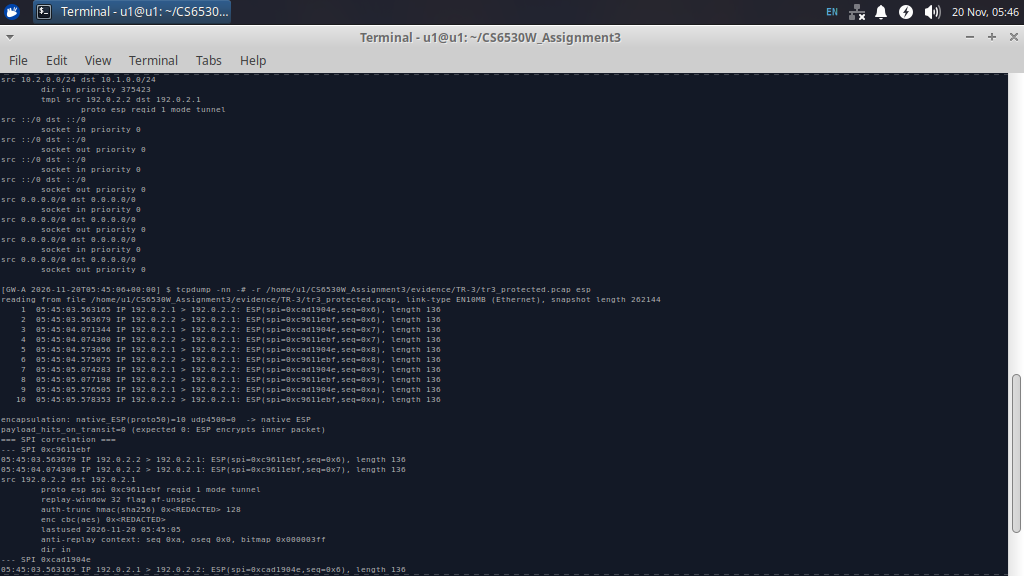 Terminal - u1@u1: ~/CS6530...
EN
20 Nov, 05:46
Terminal - u1@u1: ~/CS6530W_Assignment3
File Edit View Terminal Tabs Help
src 10.2.0.0/24 dst 10.1.0.0/24
dir in priority 375423
tmpl src 192.0.2.2 dst 192.0.2.1
proto esp reqid 1 mode tunnel
src ::/0 dst ::/0
socket in priority 0
src ::/0 dst ::/0
socket out priority 0
src ::/0 dst ::/0
socket in priority 0
src ::/0 dst ::/0
socket out priority 0
src 0.0.0.0/0 dst 0.0.0.0/0
socket in priority 0
src 0.0.0.0/0 dst 0.0.0.0/0
socket out priority 0
src 0.0.0.0/0 dst 0.0.0.0/0
socket in priority 0
src 0.0.0.0/0 dst 0.0.0.0/0
socket out priority 0
[GW-A 2026-11-20T05:45:06+00:00] $ tcpdump -nn -# -r /home/u1/CS6530W_Assignment3/evidence/TR-3/tr3_protected.pcap esp
reading from file /home/u1/CS6530W_Assignment3/evidence/TR-3/tr3_protected.pcap, link-type EN10MB (Ethernet), snapshot length 262144
1 05:45:03.563165 IP 192.0.2.1 > 192.0.2.2: ESP(spi=0xcad1904e,seq=0x6), length 136
2 05:45:03.563679 IP 192.0.2.2 > 192.0.2.1: ESP(spi=0xc9611ebf,seq=0x6), length 136
3 05:45:04.071344 IP 192.0.2.1 > 192.0.2.2: ESP(spi=0xcad1904e,seq=0x7), length 136
4 05:45:04.074300 IP 192.0.2.2 > 192.0.2.1: ESP(spi=0xc9611ebf,seq=0x7), length 136
5 05:45:04.573056 IP 192.0.2.1 > 192.0.2.2: ESP(spi=0xcad1904e,seq=0x8), length 136
6 05:45:04.575075 IP 192.0.2.2 > 192.0.2.1: ESP(spi=0xc9611ebf,seq=0x8), length 136
7 05:45:05.074283 IP 192.0.2.1 > 192.0.2.2: ESP(spi=0xcad1904e,seq=0x9), length 136
8 05:45:05.077198 IP 192.0.2.2 > 192.0.2.1: ESP(spi=0xc9611ebf,seq=0x9), length 136
9 05:45:05.576505 IP 192.0.2.1 > 192.0.2.2: ESP(spi=0xcad1904e,seq=0xa), length 136
10 05:45:05.578353 IP 192.0.2.2 > 192.0.2.1: ESP(spi=0xc9611ebf,seq=0xa), length 136
encapsulation: native_ESP(proto50)=10 udp4500=0 -> native ESP
payload_hits_on_transit=0 (expected 0: ESP encrypts inner packet)
=== SPI correlation ===
--- SPI 0xc9611ebf
05:45:03.563679 IP 192.0.2.2 > 192.0.2.1: ESP(spi=0xc9611ebf,seq=0x6), length 136
05:45:04.074300 IP 192.0.2.2 > 192.0.2.1: ESP(spi=0xc9611ebf,seq=0x7), length 136
src 192.0.2.2 dst 192.0.2.1
proto esp spi 0xc9611ebf reqid 1 mode tunnel
replay-window 32 flag af-unspec
auth-trunc hmac(sha256) 0x<REDACTED> 128
enc cbc(aes) 0x<REDACTED>
lastused 2026-11-20 05:45:05
anti-replay context: seq 0xa, oseq 0x0, bitmap 0x000003ff
dir in
--- SPI 0xcad1904e
05:45:03.563165 IP 192.0.2.1 > 192.0.2.2: ESP(spi=0xcad1904e,seq=0x6), length 136